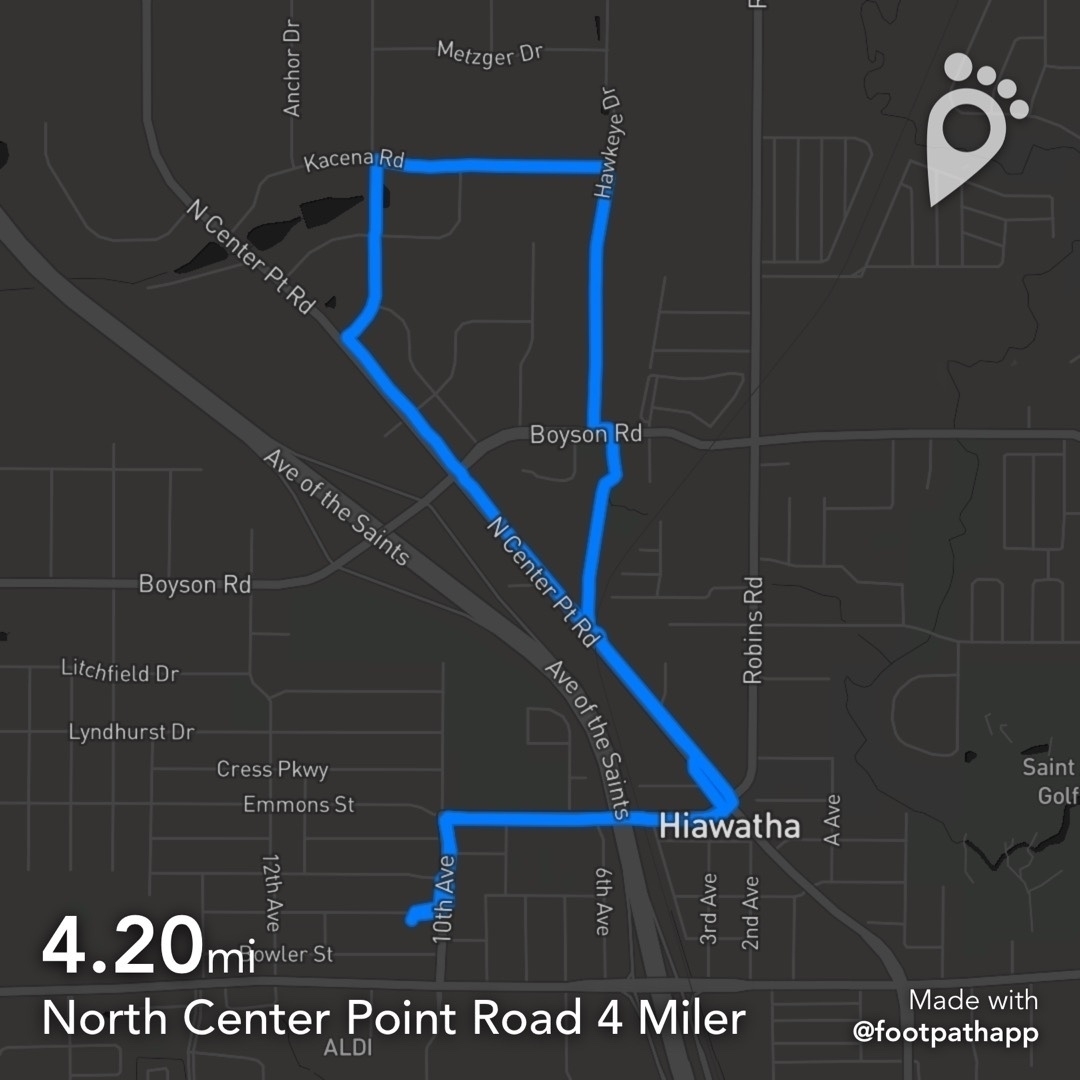 Metzger Dr
Anchor Dr
Hawkeye Dr
R
Kacena Rd
N Center Pt Rd
Boyson Rd
Ave of the Saints
N Center Pt Rd
Boyson Rd
Robins Rd
Litchfield Dr
Ave of the Saints
Lyndhurst Dr
Cress Pkwy
Saint
Golf
Emmons St
Hiawatha
A Ave
12th Ave
10th Ave
6th Ave
3rd Ave
2nd Ave
4.20mi
Bowler St
North Center Point Road 4 Miler
Made with
@footpathapp
ALDI